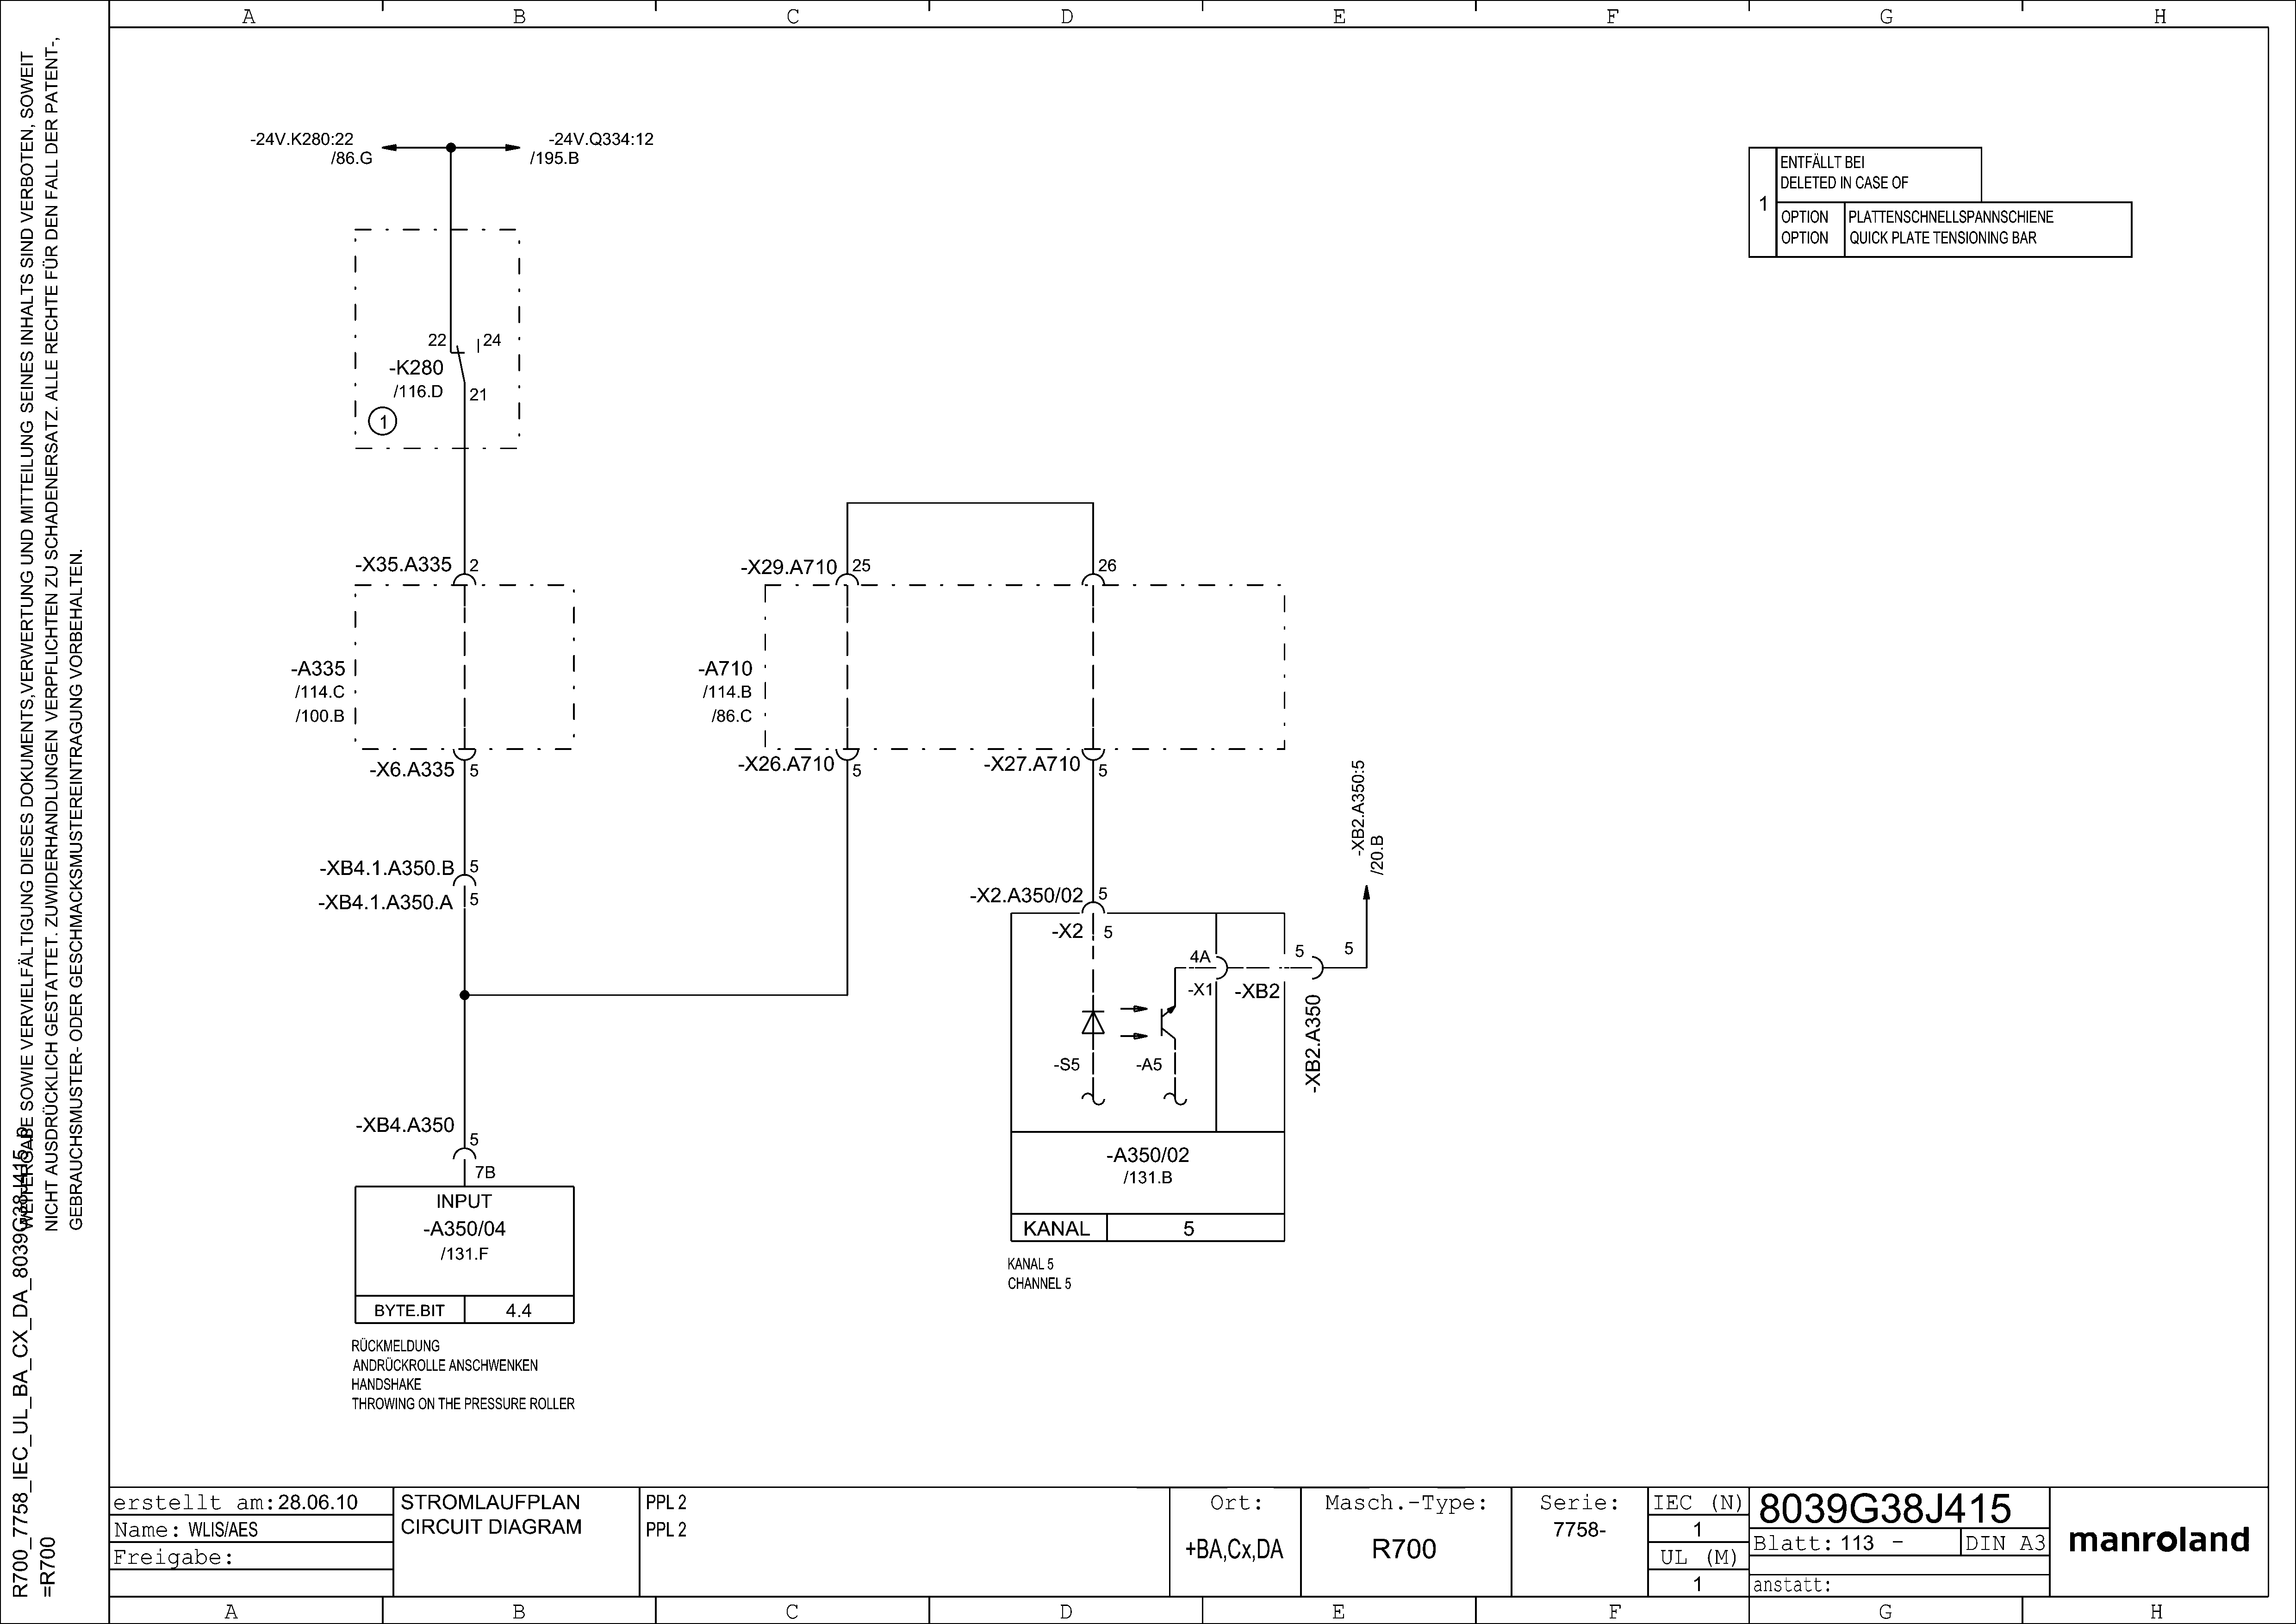 A B C D E F G H
WEITERGABE SOWIE VERVIELFÄLTIGUNG DIESES DOKUMENTS,VERWERTUNG UND MITTEILUNG SEINES INHALTS SIND VERBOTEN, SOWEIT
NICHT AUSDRÜCKLICH GESTATTET. ZUWIDERHANDLUNGEN VERPFLICHTEN ZU SCHADENERSATZ. ALLE RECHTE FÜR DEN FALL DER PATENT-,
GEBRAUCHSMUSTER- ODER GESCHMACKSMUSTEREINTRAGUNG VORBEHALTEN.
R700_7758_IEC_UL_BA_CX_DA_8039G38J415_D
=R700
-24V.K280:22
/86.G
-24V.Q334:12
/195.B
1
ENTFÄLLT BEI
DELETED IN CASE OF
OPTION PLATTENSCHNELLSPANNSCHIENE
OPTION QUICK PLATE TENSIONING BAR
22 24
-K280
/116.D 21
1
-X35.A335 2
-X29.A710 25
26
-A335
/114.C
/100.B
-A710
/114.B
/86.C
-X6.A335 5
-X26.A710 5
-X27.A710 5
-XB2.A350:5
/20.B
-XB4.1.A350.B 5
-XB4.1.A350.A 5
-X2.A350/02 5
-X2 5
4A 5 5
-X1 -XB2
-XB2.A350
-S5 -A5
-XB4.A350 5
7B
INPUT
-A350/04
/131.F
BYTE.BIT 4.4
-A350/02
/131.B
KANAL 5
KANAL 5
CHANNEL 5
RÜCKMELDUNG
ANDRÜCKROLLE ANSCHWENKEN
HANDSHAKE
THROWING ON THE PRESSURE ROLLER
erstellt am: 28.06.10
Name: WLIS/AES
Freigabe:
STROMLAUFPLAN
CIRCUIT DIAGRAM
PPL 2
PPL 2
Ort:
+BA,Cx,DA
Masch.-Type:
R700
Serie:
7758-
IEC (N)
1
UL (M)
1
8039G38J415
Blatt: 113 - DIN A3
anstatt:
manroland
A B C D E F G H